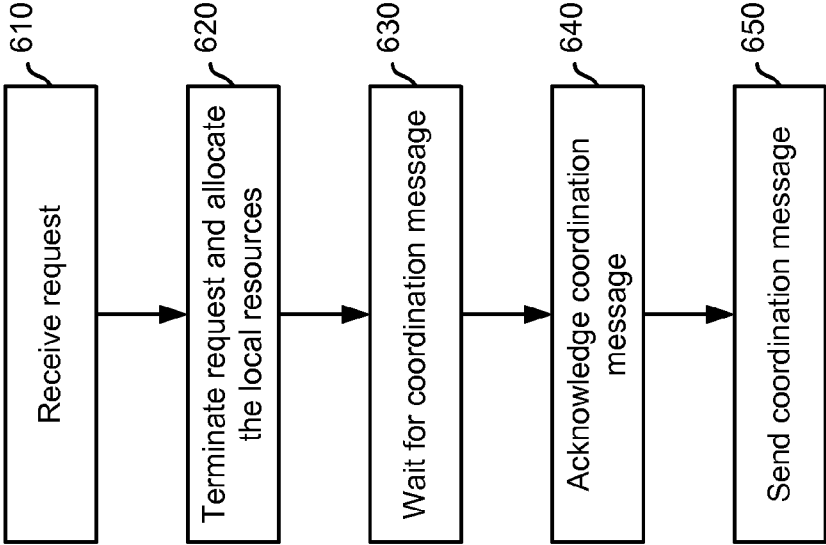 610
Receive request
620
Terminate request and allocate
the local resources
630
Wait for coordination message
640
Acknowledge coordination
message
650
Send coordination message